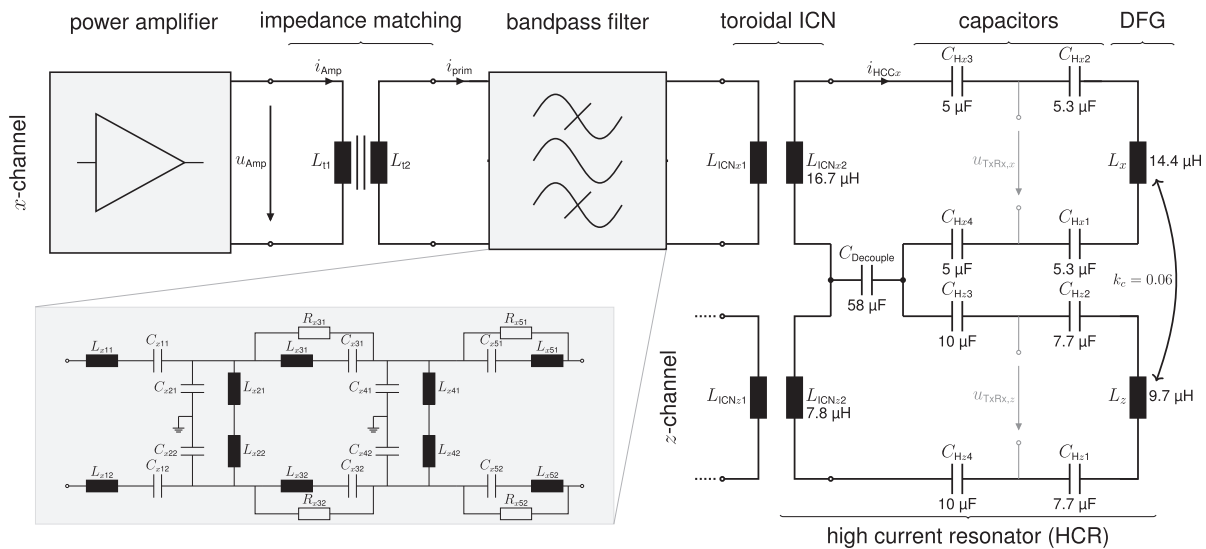 power amplifier
impedance matching
bandpass filter
toroidal ICN
capacitors
DFG
x-channel
u_Amp
i_Amp
L_t1
L_t2
i_prim
L_ICNx1
L_ICNx2
16.7 µH
i_HCCx
C_Hx3
5 µF
C_Hx2
5.3 µF
u_TxRx,x
L_x
14.4 µH
C_Hx4
5 µF
C_Hx1
5.3 µF
C_Decouple
58 µF
k_c = 0.06
C_Hz3
10 µF
C_Hz2
7.7 µF
z-channel
L_ICNz1
L_ICNz2
7.8 µH
u_TxRx,z
L_z
9.7 µH
C_Hz4
10 µF
C_Hz1
7.7 µF
high current resonator (HCR)
L_x11
C_x11
R_x31
L_x31
C_x31
R_x51
C_x51
L_x51
C_x21
L_x21
C_x41
L_x41
C_x22
L_x22
C_x42
L_x42
L_x12
C_x12
L_x32
C_x32
R_x32
C_x52
L_x52
R_x52